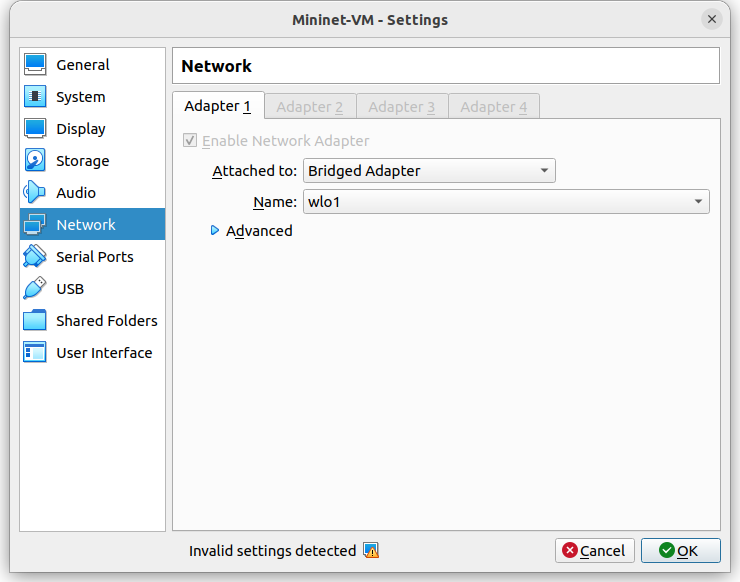 Mininet-VM - Settings
General
System
Display
Storage
Audio
Network
Serial Ports
USB
Shared Folders
User Interface
Network
Adapter 1 Adapter 2 Adapter 3 Adapter 4
Enable Network Adapter
Attached to: Bridged Adapter
Name: wlo1
Advanced
Invalid settings detected
Cancel OK